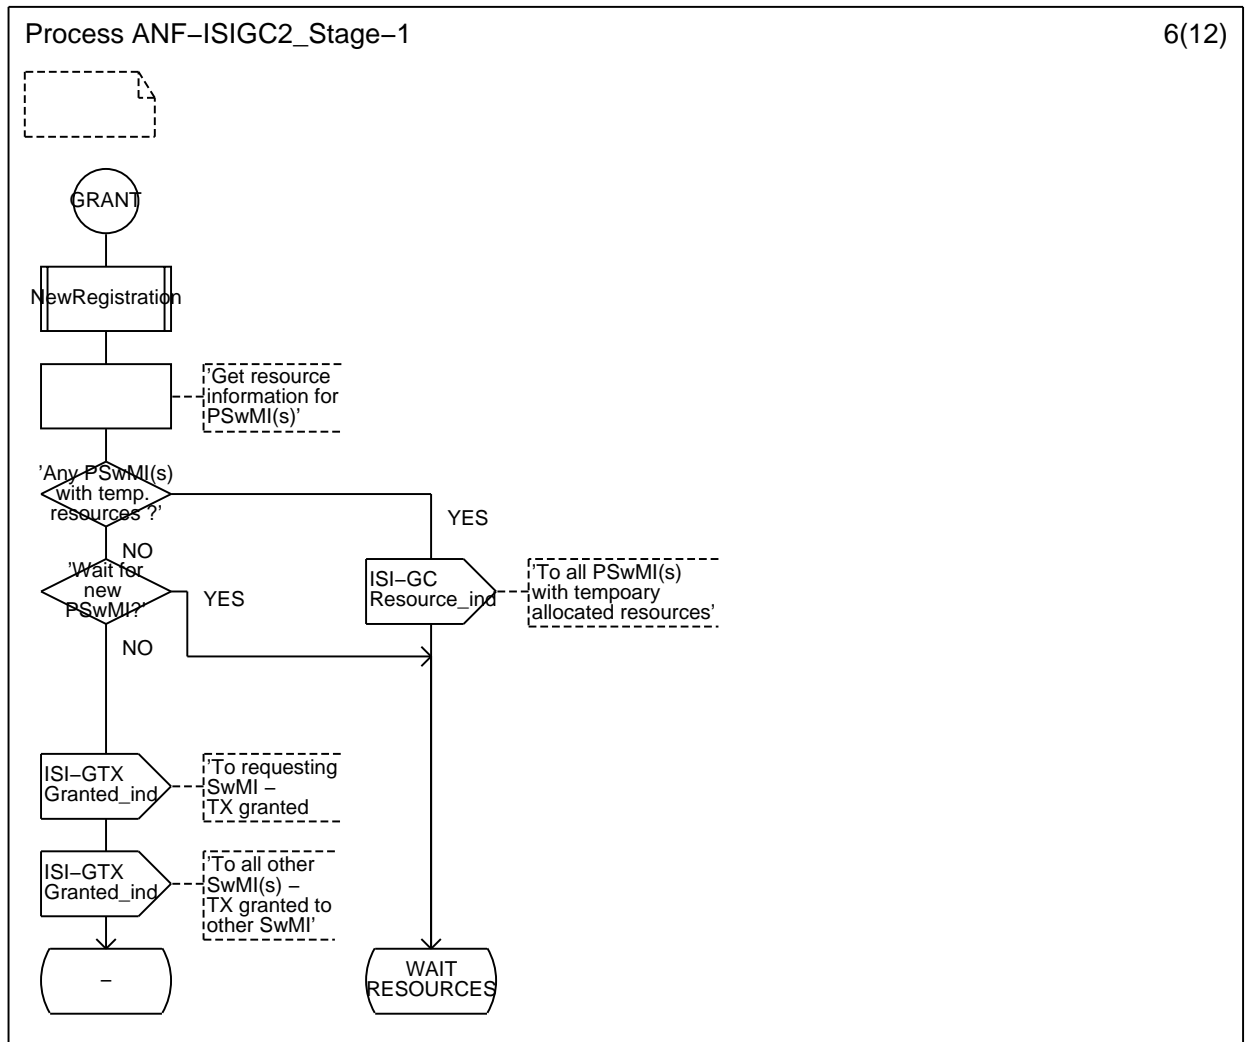 Process ANF−ISIGC2_Stage−1
6(12)
GRANT
NewRegistration
'Get resource
information for
PSwMI(s)'
'Any PSwMI(s)
with temp.
resources ?'
YES
NO
'Wait for
new
PSwMI?'
YES
NO
ISI−GC
Resource_ind
'To all PSwMI(s)
with tempoary
allocated resources'
ISI−GTX
Granted_ind
'To requesting
SwMI −
TX granted
ISI−GTX
Granted_ind
'To all other
SwMI(s) −
TX granted to
other SwMI'
−
WAIT
RESOURCES